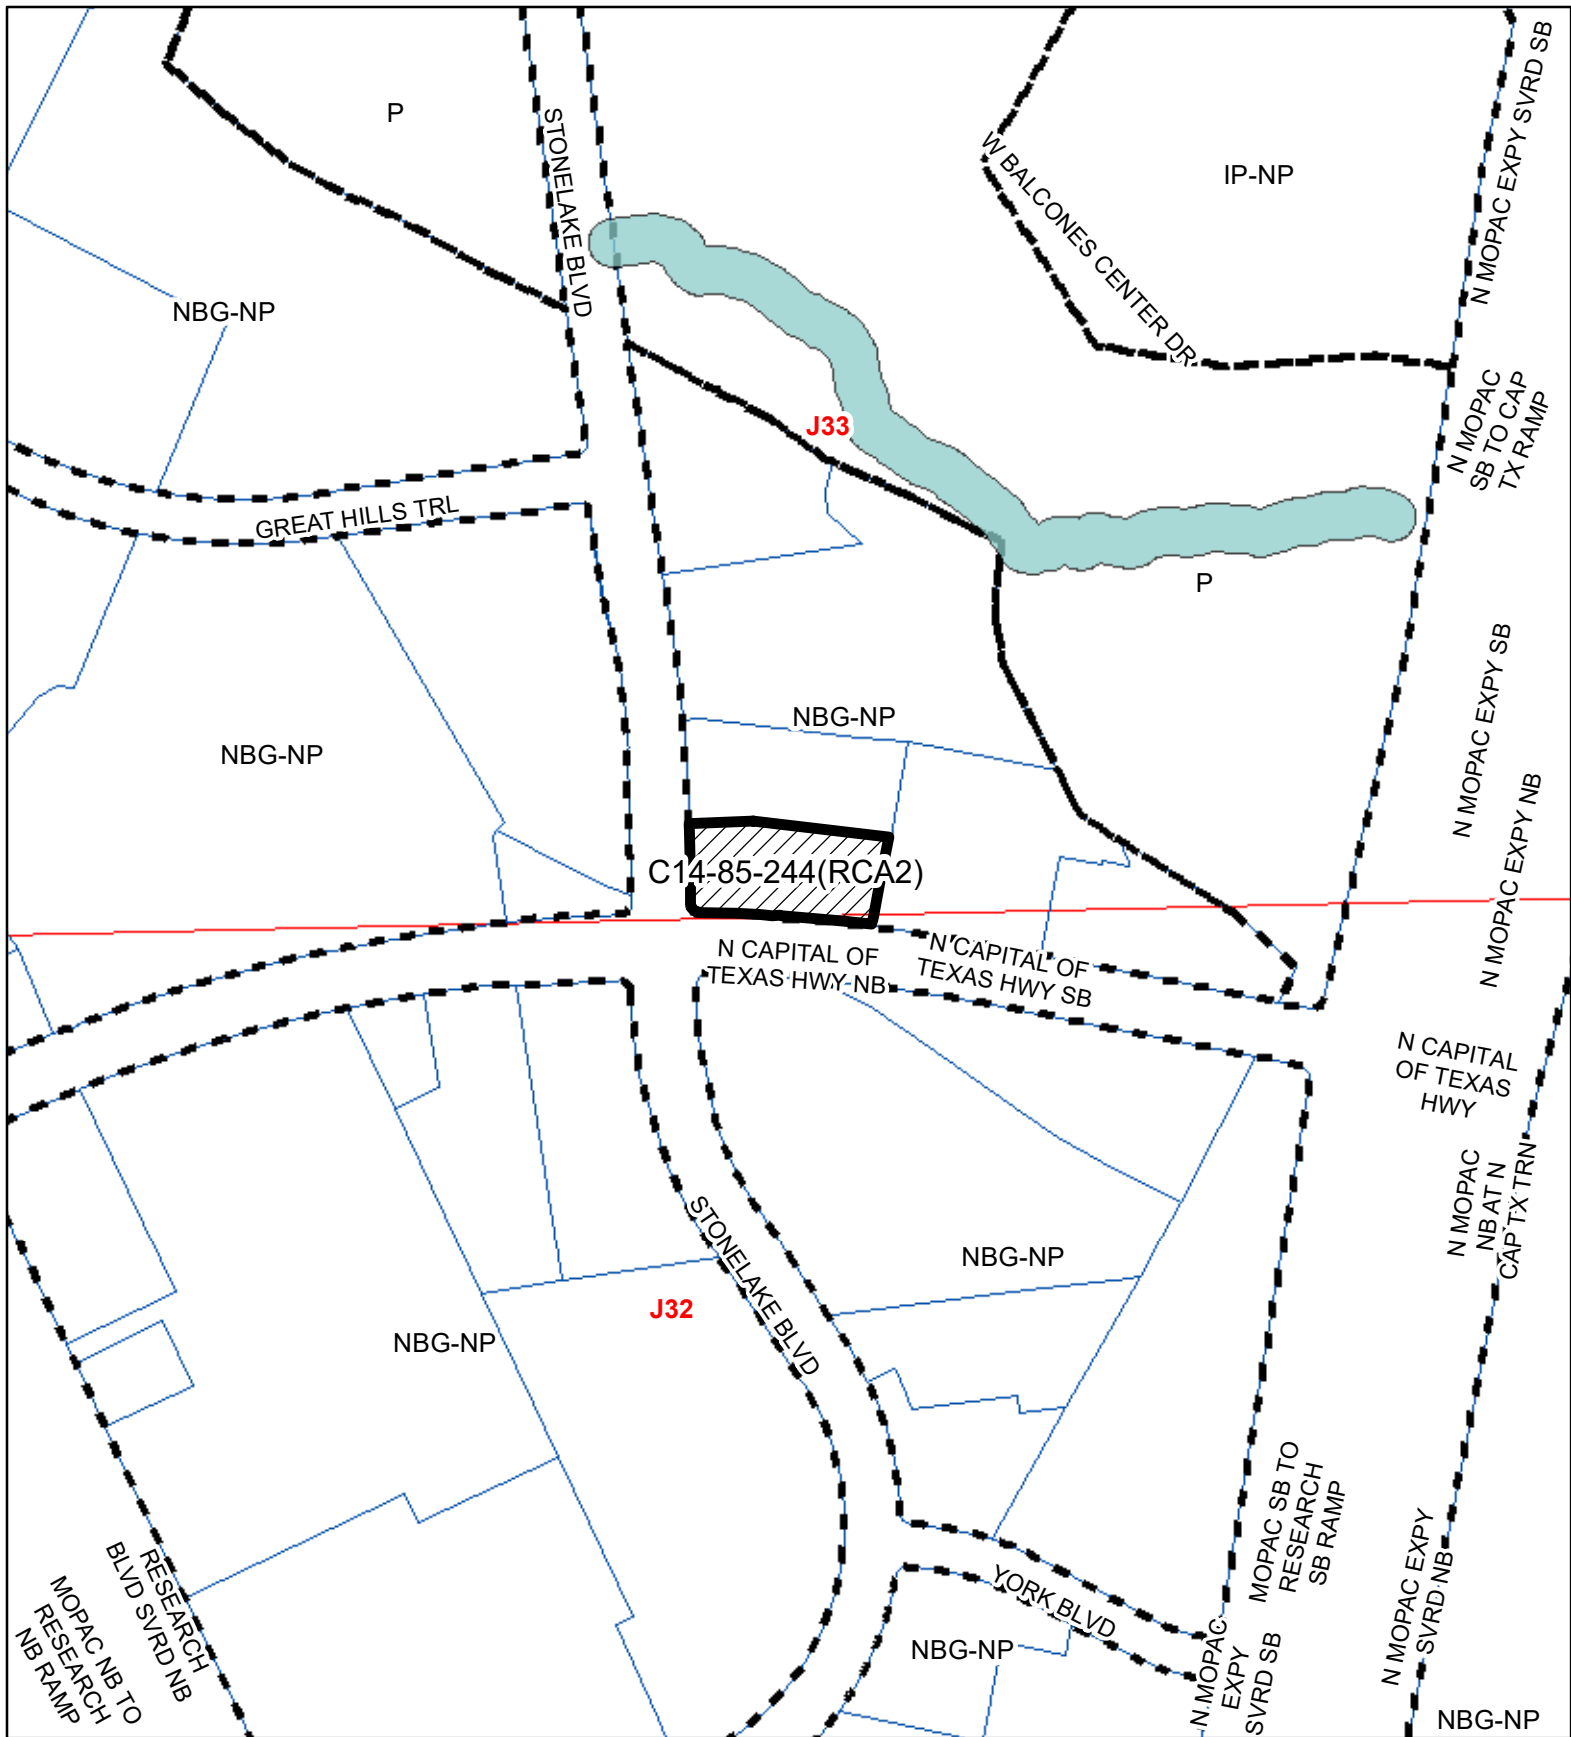 P
STONELAKE BLVD
W BALCONES CENTER DR
IP-NP
N MOPAC EXPY SVRD SB
NBG-NP
J33
N MOPAC
SB TO CAP
TX RAMP
GREAT HILLS TRL
P
N MOPAC EXPY SB
NBG-NP
NBG-NP
N MOPAC EXPY NB
C14-85-244(RCA2)
N CAPITAL OF
TEXAS HWY NB
N CAPITAL OF
TEXAS HWY SB
N CAPITAL
OF TEXAS
HWY
N MOPAC
NB AT N
CAP TX TRN
STONELAKE BLVD
NBG-NP
J32
NBG-NP
MOPAC SB TO
RESEARCH
SB RAMP
N MOPAC EXPY
SVRD NB
RESEARCH
BLVD SVRD NB
MOPAC NB TO
RESEARCH
NB RAMP
YORK BLVD
NBG-NP
N MOPAC
EXPY
SVRD SB
NBG-NP